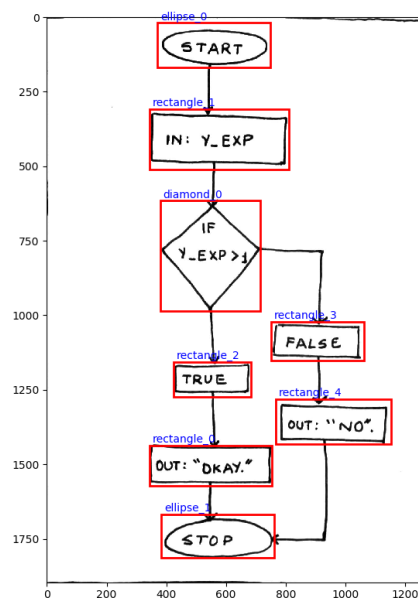 0
250
500
750
1000
1250
1500
1750
ellipse_0
START
rectangle_1
IN: Y_EXP
diamond_0
IF
Y_EXP>1
rectangle_3
FALSE
rectangle_2
TRUE
rectangle_4
OUT: "NO".
rectangle_0
OUT: "OKAY."
ellipse_1
STOP
0 200 400 600 800 1000 1200